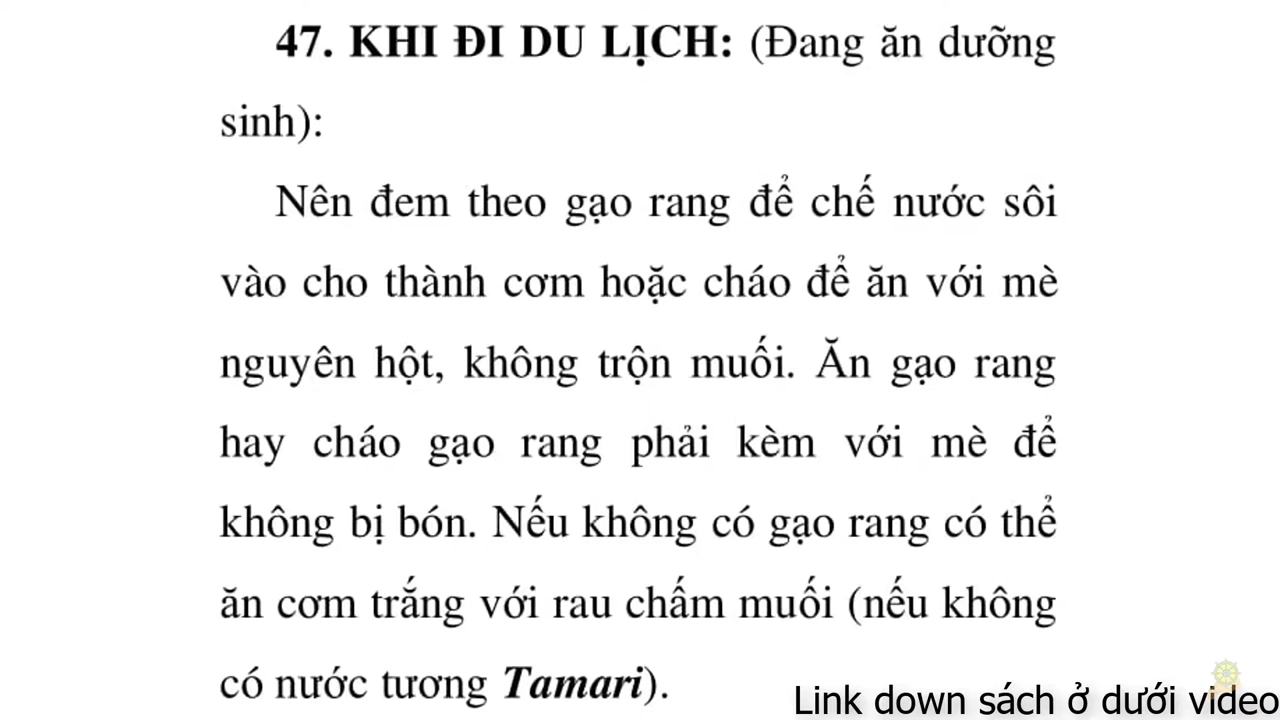 47. KHI ĐI DU LỊCH: (Đang ăn dưỡng
sinh):
Nên đem theo gạo rang để chế nước sôi
vào cho thành cơm hoặc cháo để ăn với mè
nguyên hột, không trộn muối. Ăn gạo rang
hay cháo gạo rang phải kèm với mè để
không bị bón. Nếu không có gạo rang có thể
ăn cơm trắng với rau chấm muối (nếu không
có nước tương Tamari).
Link down sách ở dưới video